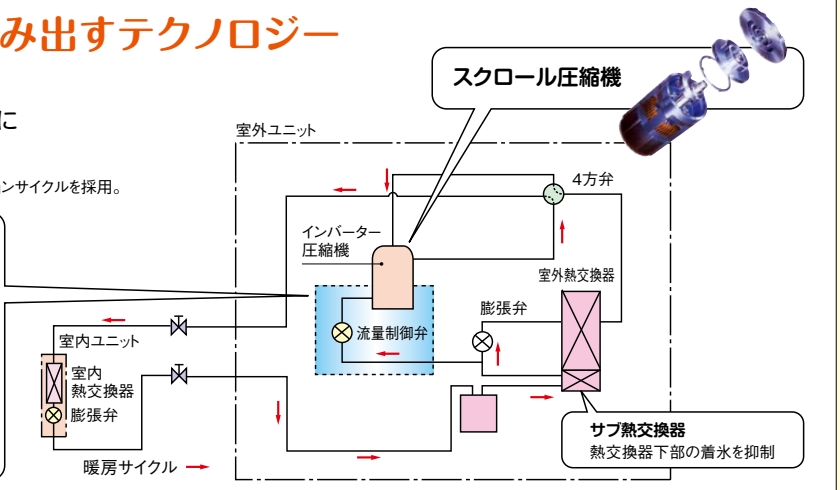 み出すテクノロジー
に
ンサイクルを採用。
スクロール圧縮機
室外ユニット
4方弁
インバーター
圧縮機
室外熱交換器
膨張弁
流量制御弁
室内ユニット
室内
熱交換器
膨張弁
サブ熱交換器
熱交換器下部の着氷を抑制
暖房サイクル